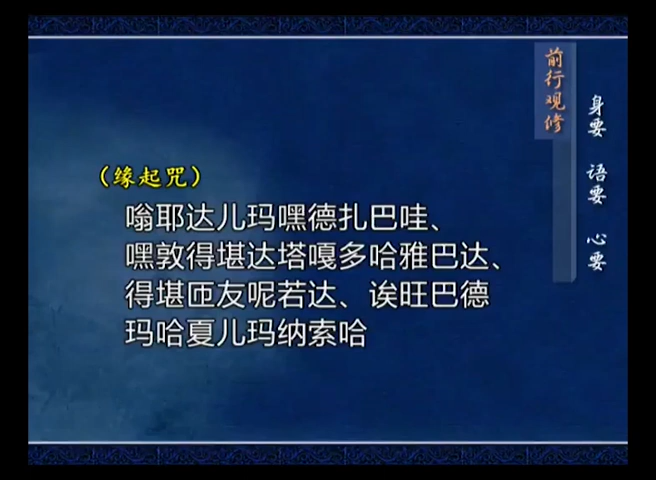 前行观修
身要 语要 心要
（缘起咒）
嗡耶达儿玛嘿德扎巴哇、
嘿敦得堪达塔嘎多哈雅巴达、
得堪匝友呢若达、诶旺巴德
玛哈夏儿玛纳索哈